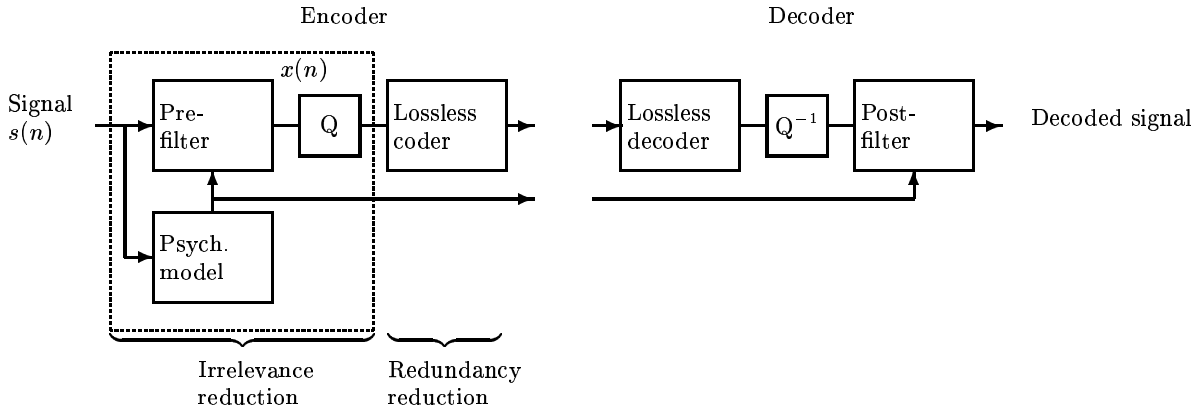 Encoder
Decoder
Signal
s(n)
Pre-
filter
x(n)
Q
Lossless
coder
Lossless
decoder
Q⁻¹
Post-
filter
Decoded signal
Psych.
model
Irrelevance
reduction
Redundancy
reduction